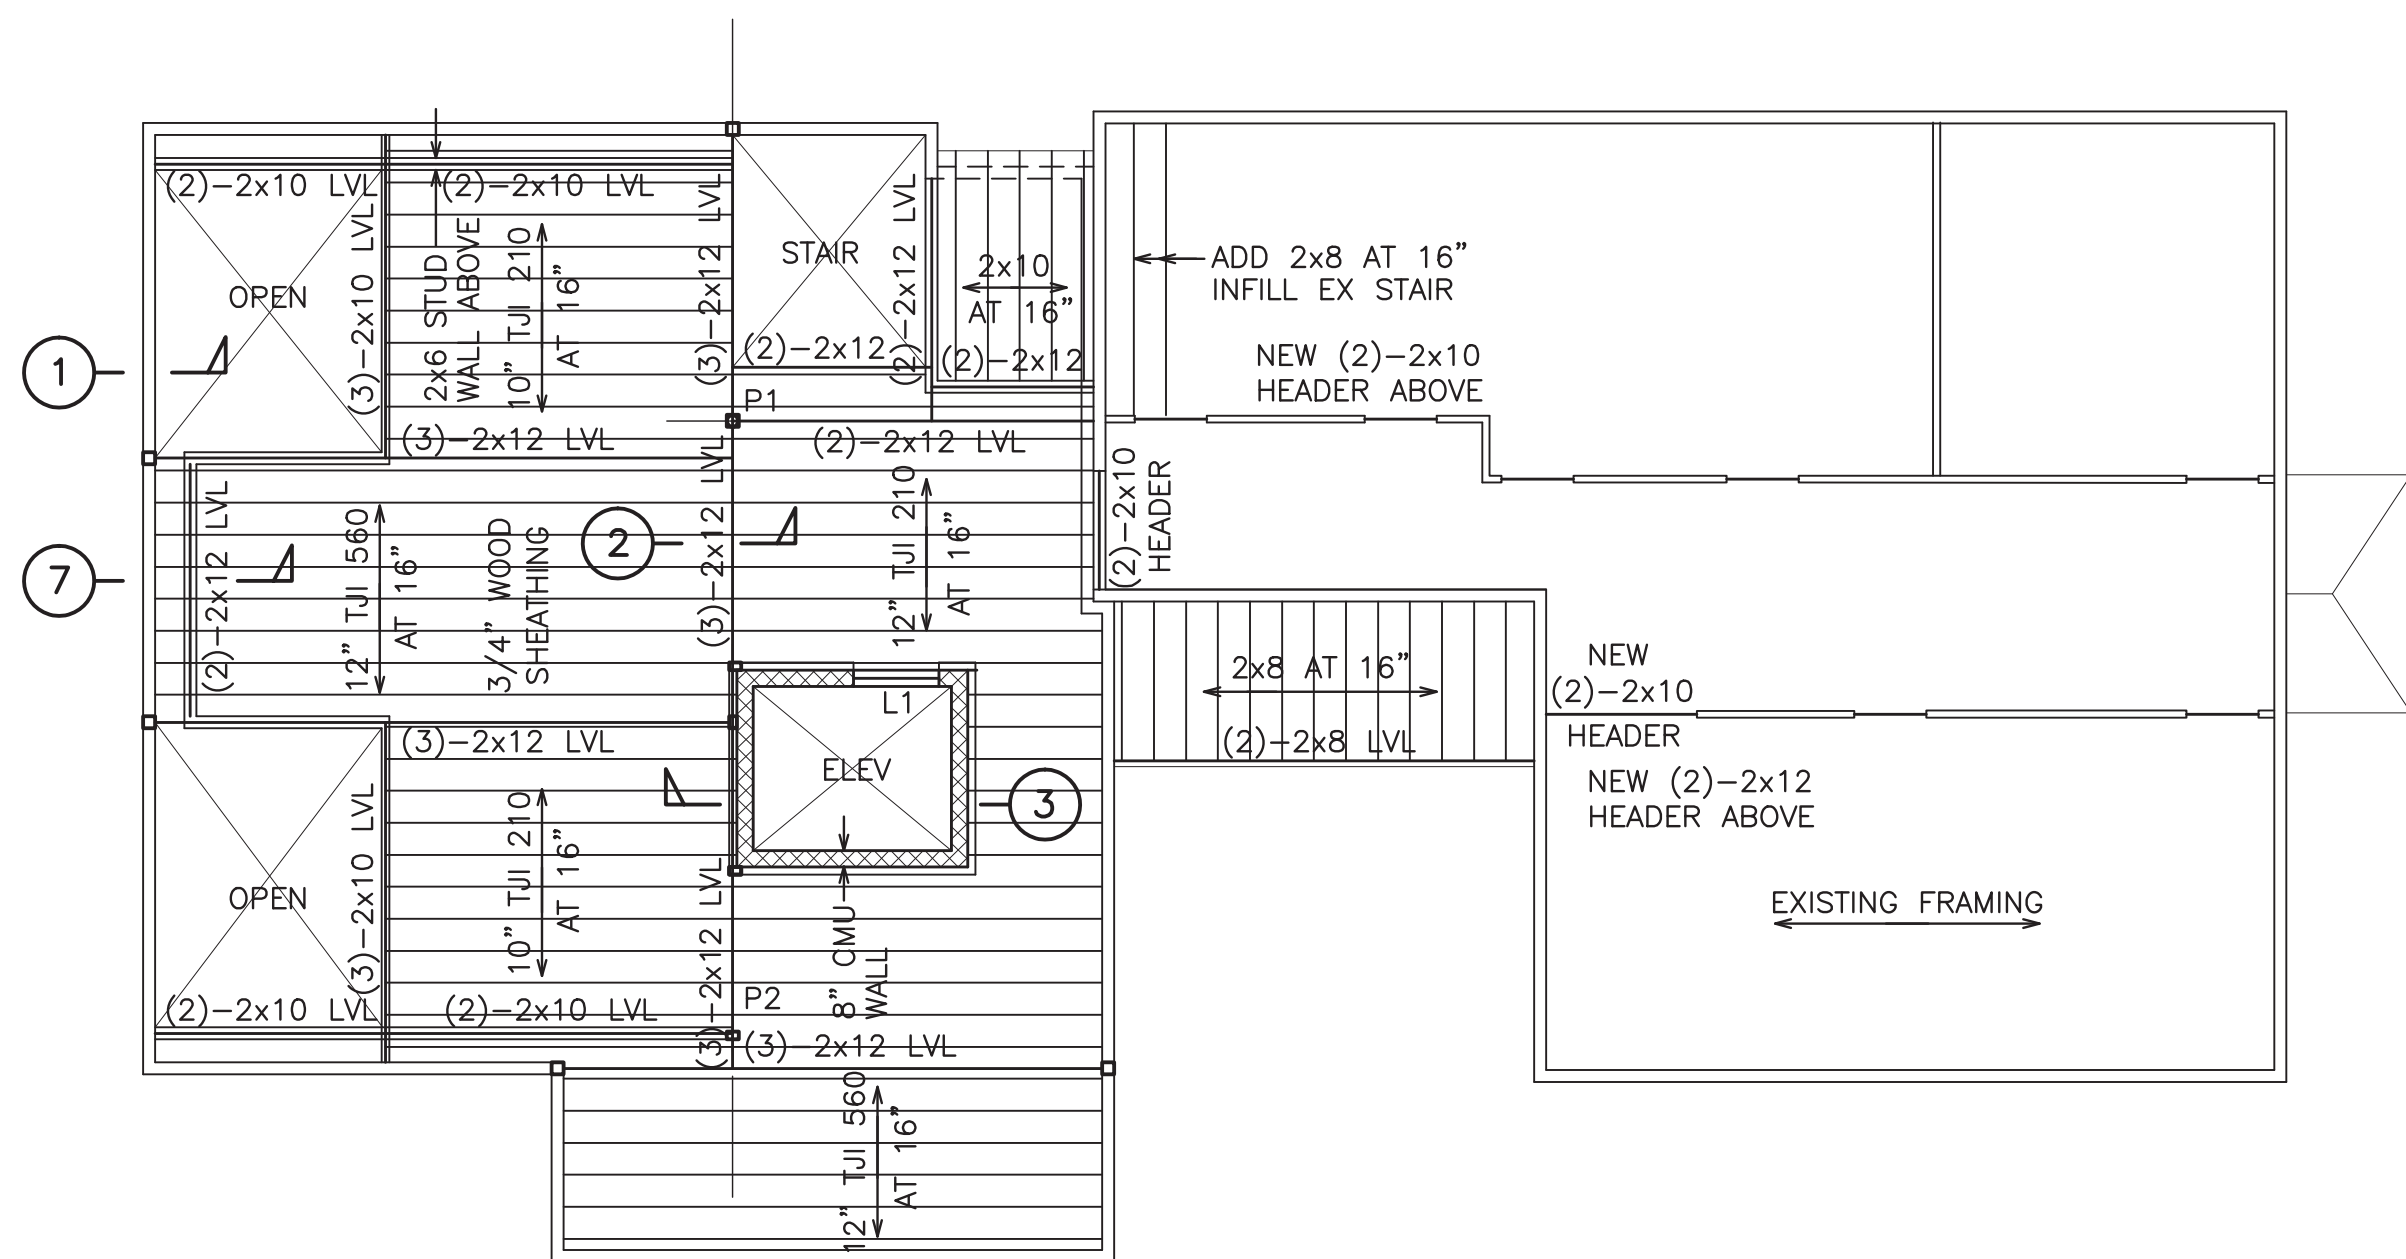 (2)-2x10 LVL
(2)-2x10 LVL
OPEN
(3)-2x10 LVL
2x6 STUD
WALL ABOVE
10” TJI 210
AT 16”
(3)-2x12 LVL
STAIR
(2)-2x12 LVL
(2)-2x12
2x10
AT 16”
(2)-2x12
ADD 2x8 AT 16”
INFILL EX STAIR
NEW (2)-2x10
HEADER ABOVE
1
P1
(3)-2x12 LVL
(2)-2x12 LVL
7
(2)-2x12 LVL
12” TJI 560
AT 16”
3/4” WOOD
SHEATHING
2
(3)-2x12 LVL
12” TJI 210
AT 16”
(2)-2x10
HEADER
2x8 AT 16”
(2)-2x8 LVL
NEW
(2)-2x10
HEADER
NEW (2)-2x12
HEADER ABOVE
L1
ELEV
3
(3)-2x12 LVL
OPEN
(3)-2x10 LVL
10” TJI 210
AT 16”
(3)-2x12 LVL
8” CMU
WALL
EXISTING FRAMING
(2)-2x10 LVL
(2)-2x10 LVL
P2
(3)-2x12 LVL
12” TJI 560
AT 16”